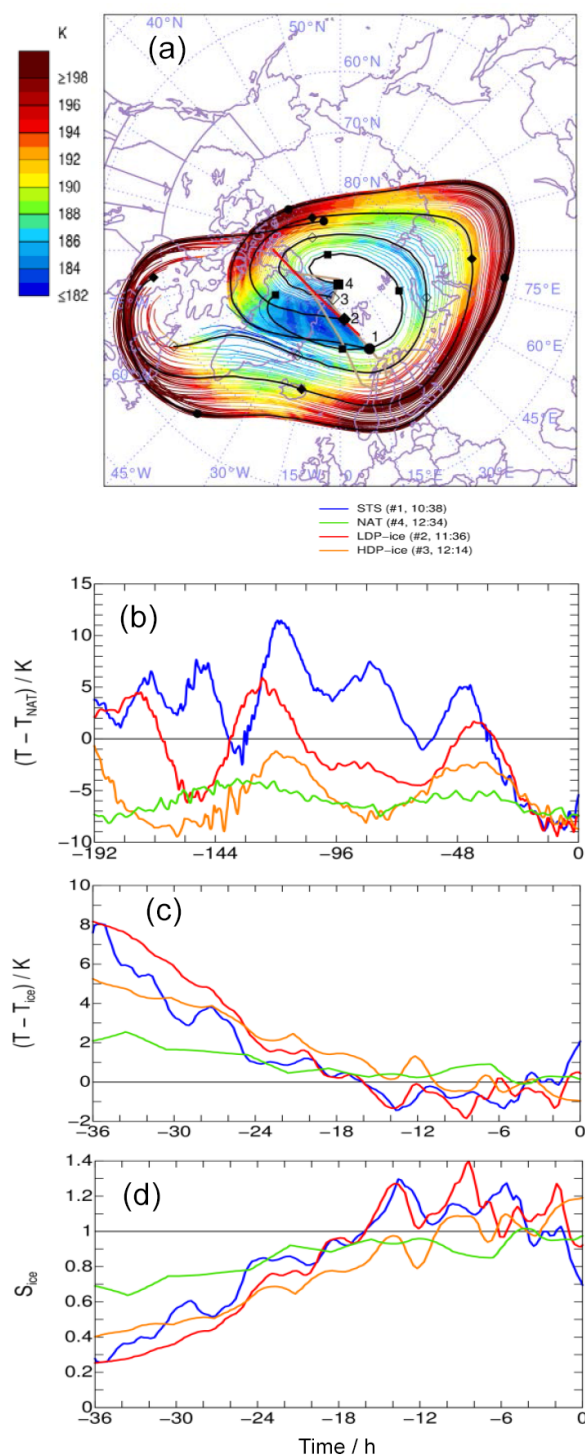 K
(a)
≥198
196
194
192
190
188
186
184
≤182
40°N
50°N
60°N
70°N
80°N
75°E
60°E
45°W
30°W
15°W
0
15°E
30°E
45°E
60°W
4
3
2
1
STS (#1, 10:38)
NAT (#4, 12:34)
LDP-ice (#2, 11:36)
HDP-ice (#3, 12:14)
(b)
(T − T_NAT) / K
15
10
5
0
−5
−10
−192 −144 −96 −48 0
(c)
(T − T_ice) / K
10
8
6
4
2
0
−2
−36 −30 −24 −18 −12 −6 0
(d)
S_ice
1.4
1.2
1
0.8
0.6
0.4
0.2
0
−36 −30 −24 −18 −12 −6 0
Time / h